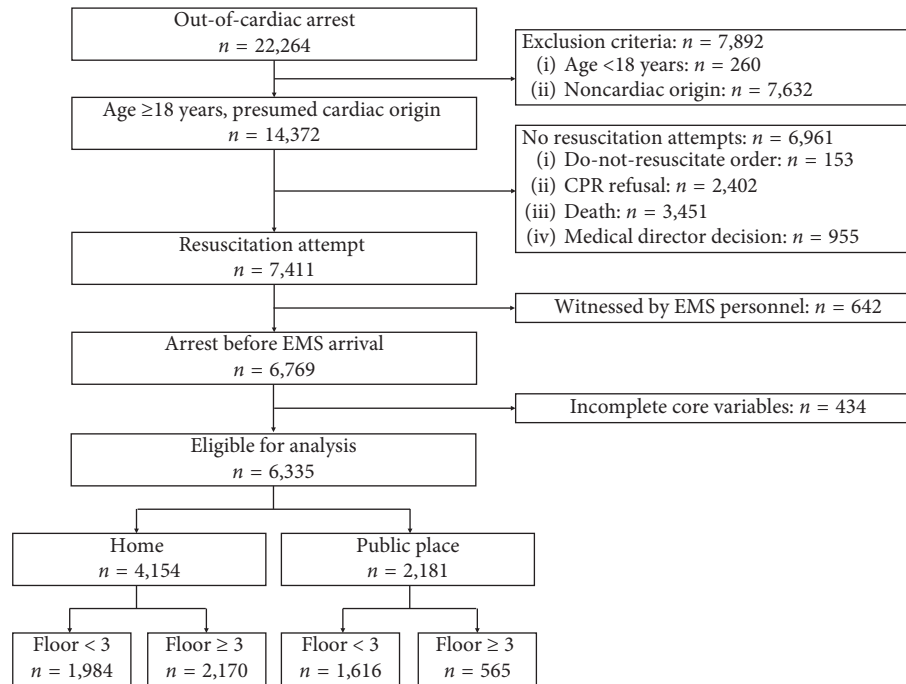 Out-of-cardiac arrest
n = 22,264
Exclusion criteria: n = 7,892
(i) Age <18 years: n = 260
(ii) Noncardiac origin: n = 7,632
Age ≥18 years, presumed cardiac origin
n = 14,372
No resuscitation attempts: n = 6,961
(i) Do-not-resuscitate order: n = 153
(ii) CPR refusal: n = 2,402
(iii) Death: n = 3,451
(iv) Medical director decision: n = 955
Resuscitation attempt
n = 7,411
Witnessed by EMS personnel: n = 642
Arrest before EMS arrival
n = 6,769
Incomplete core variables: n = 434
Eligible for analysis
n = 6,335
Home
n = 4,154
Public place
n = 2,181
Floor < 3
n = 1,984
Floor ≥ 3
n = 2,170
Floor < 3
n = 1,616
Floor ≥ 3
n = 565